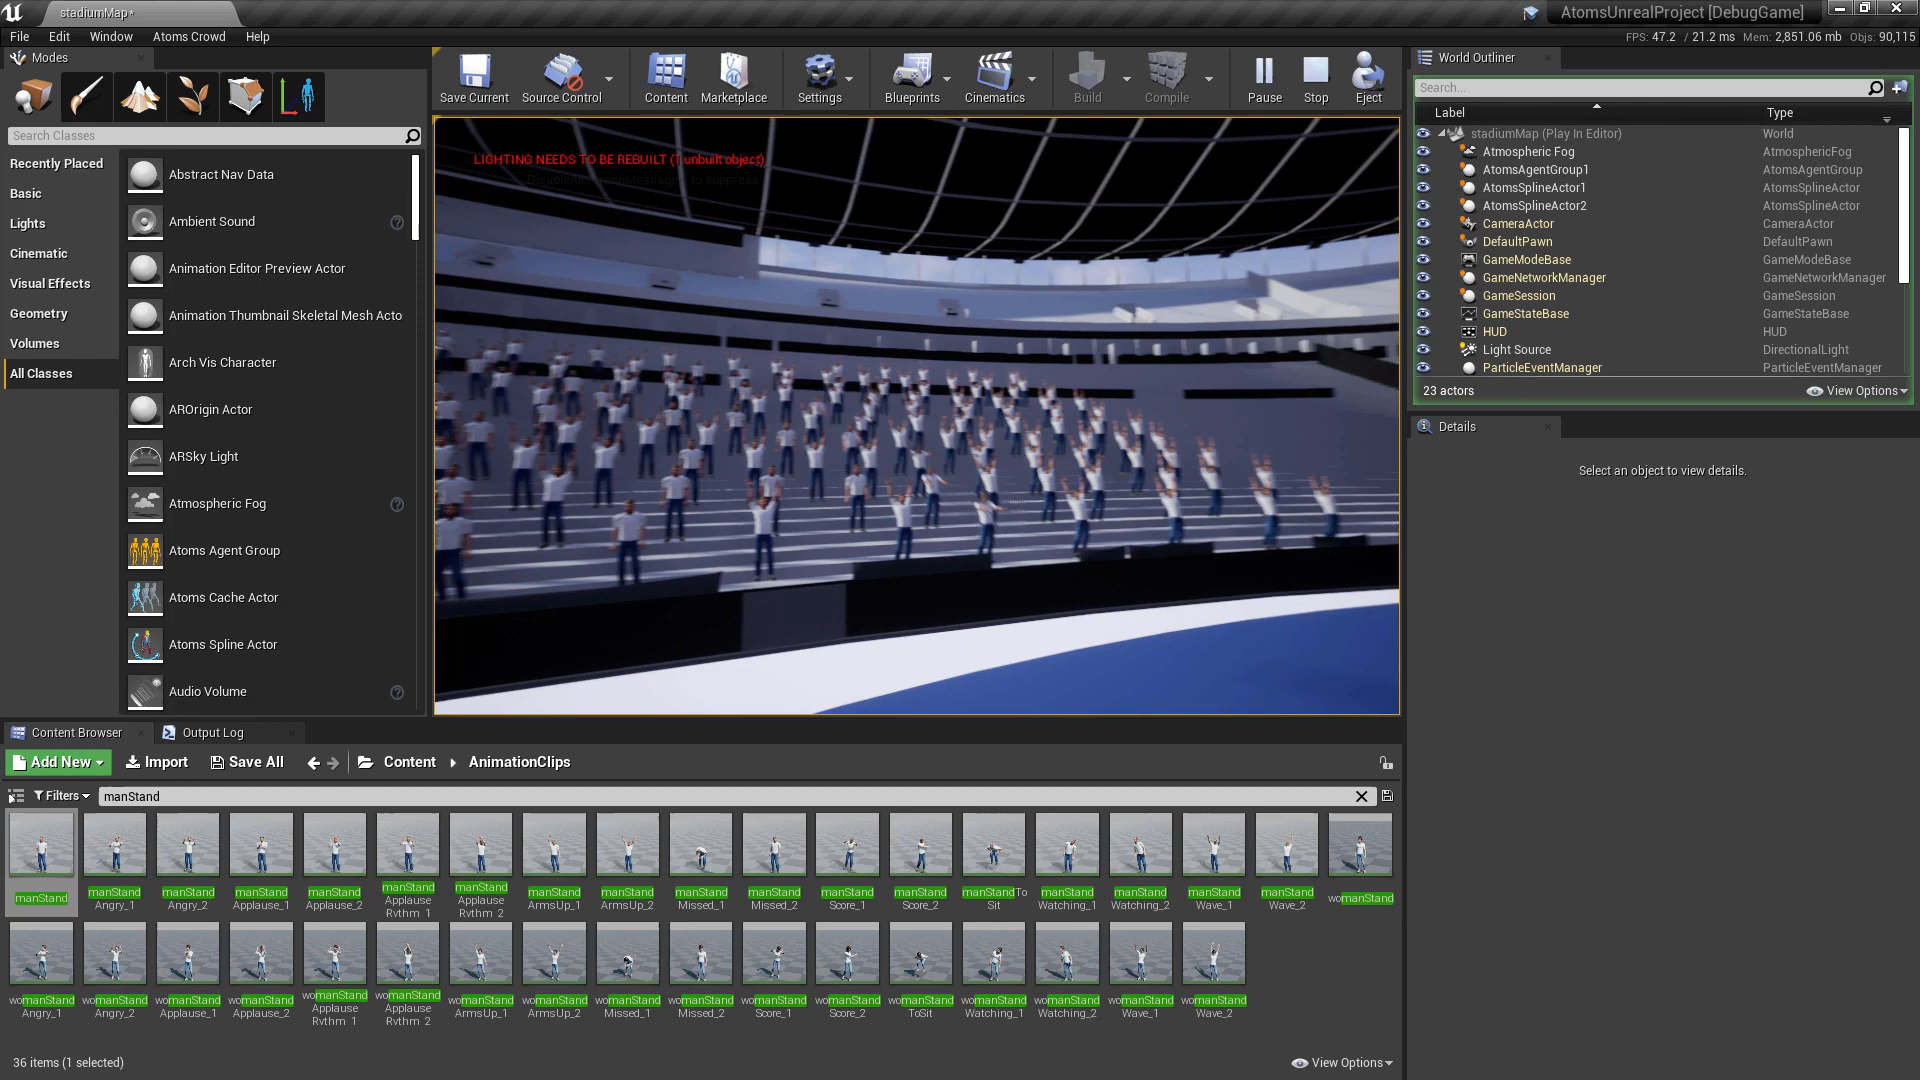 stadiumMap*
AtomsUnrealProject [DebugGame]
File Edit Window Atoms Crowd Help
FPS: 47.2 / 21.2 ms Mem: 2,851.06 mb Objs: 90,115
Modes
Search Classes
Recently Placed
Basic
Lights
Cinematic
Visual Effects
Geometry
Volumes
All Classes
Abstract Nav Data
Ambient Sound
Animation Editor Preview Actor
Animation Thumbnail Skeletal Mesh Acto
Arch Vis Character
AROrigin Actor
ARSky Light
Atmospheric Fog
Atoms Agent Group
Atoms Cache Actor
Atoms Spline Actor
Audio Volume
Save Current Source Control Content Marketplace Settings Blueprints Cinematics Build Compile Pause Stop Eject
LIGHTING NEEDS TO BE REBUILT (1 unbuilt object)
'DisableAllScreenMessages' to suppress
World Outliner
Search...
Label Type
stadiumMap (Play In Editor) World
Atmospheric Fog AtmosphericFog
AtomsAgentGroup1 AtomsAgentGroup
AtomsSplineActor1 AtomsSplineActor
AtomsSplineActor2 AtomsSplineActor
CameraActor CameraActor
DefaultPawn DefaultPawn
GameModeBase GameModeBase
GameNetworkManager GameNetworkManager
GameSession GameSession
GameStateBase GameStateBase
HUD HUD
Light Source DirectionalLight
ParticleEventManager ParticleEventManager
23 actors View Options
Details
Select an object to view details.
Content Browser Output Log
Add New Import Save All Content AnimationClips
Filters manStand
manStand
manStand
Angry_1
manStand
Angry_2
manStand
Applause_1
manStand
Applause_2
manStand
Applause
Rythm_1
manStand
Applause
Rythm_2
manStand
ArmsUp_1
manStand
ArmsUp_2
manStand
Missed_1
manStand
Missed_2
manStand
Score_1
manStand
Score_2
manStandTo
Sit
manStand
Watching_1
manStand
Watching_2
manStand
Wave_1
manStand
Wave_2
womanStand
womanStand
Angry_1
womanStand
Angry_2
womanStand
Applause_1
womanStand
Applause_2
womanStand
Applause
Rythm_1
womanStand
Applause
Rythm_2
womanStand
ArmsUp_1
womanStand
ArmsUp_2
womanStand
Missed_1
womanStand
Missed_2
womanStand
Score_1
womanStand
Score_2
womanStand
ToSit
womanStand
Watching_1
womanStand
Watching_2
womanStand
Wave_1
womanStand
Wave_2
36 items (1 selected) View Options